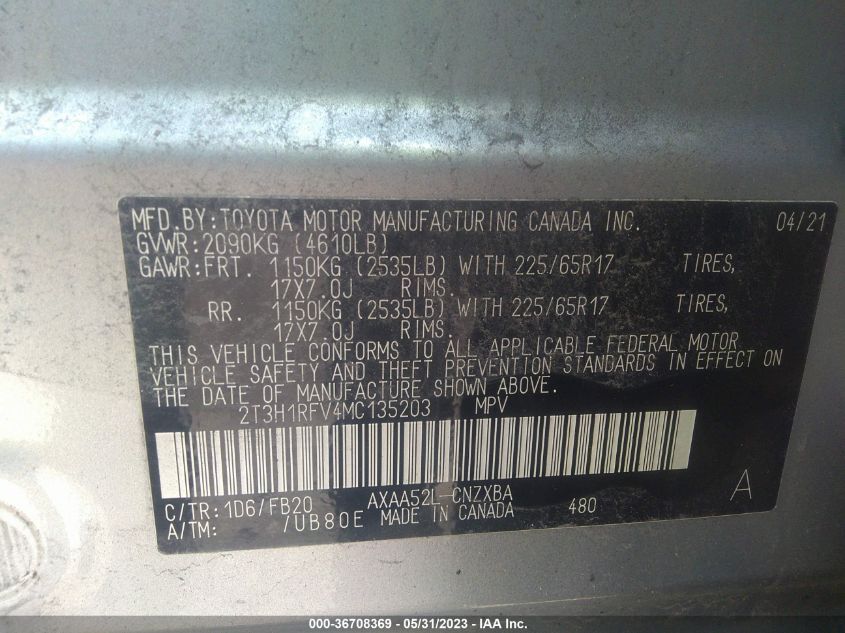 MFD.BY:TOYOTA MOTOR MANUFACTURING CANADA INC. 04/21
GVWR:2090KG (4610LB)
GAWR:FRT. 1150KG (2535LB) WITH 225/65R17 TIRES,
17X7.0J RIMS.
RR. 1150KG (2535LB) WITH 225/65R17 TIRES,
17X7.0J RIMS.
THIS VEHICLE CONFORMS TO ALL APPLICABLE FEDERAL MOTOR
VEHICLE SAFETY AND THEFT PREVENTION STANDARDS IN EFFECT ON
THE DATE OF MANUFACTURE SHOWN ABOVE.
2T3H1RFV4MC135203 MPV
C/TR:1D6/FB20 AXAA52L-CNZXBA 480 A
A/TM: /UB80E MADE IN CANADA
000-36708369 - 05/31/2023 - IAA Inc.